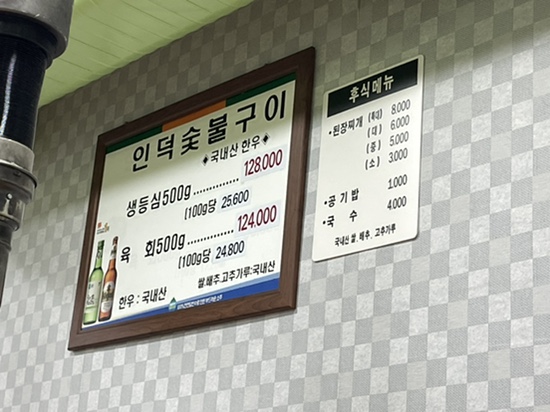 인덕숯불구이
◆국내산 한우◆
생등심500g ............ 128,000
(100g당 25,600
육 회500g ............ 124,000
(100g당 24,800
쌀,배추,고추가루:국내산
한우 : 국내산
후식메뉴
•된장찌개 (특대) 8,000
(대) 6,000
(중) 5,000
(소) 3,000
•공기밥 1,000
•국 수 4,000
국내산 쌀, 배추, 고추가루